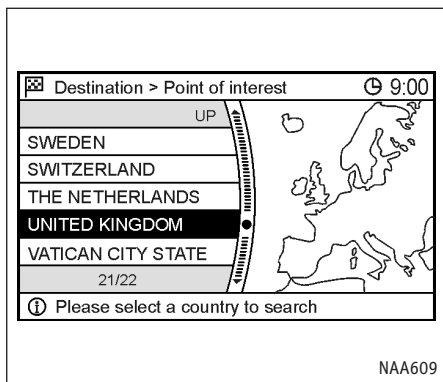 Destination > Point of interest 9:00
UP
SWEDEN
SWITZERLAND
THE NETHERLANDS
UNITED KINGDOM
VATICAN CITY STATE
21/22
Please select a country to search
NAA609